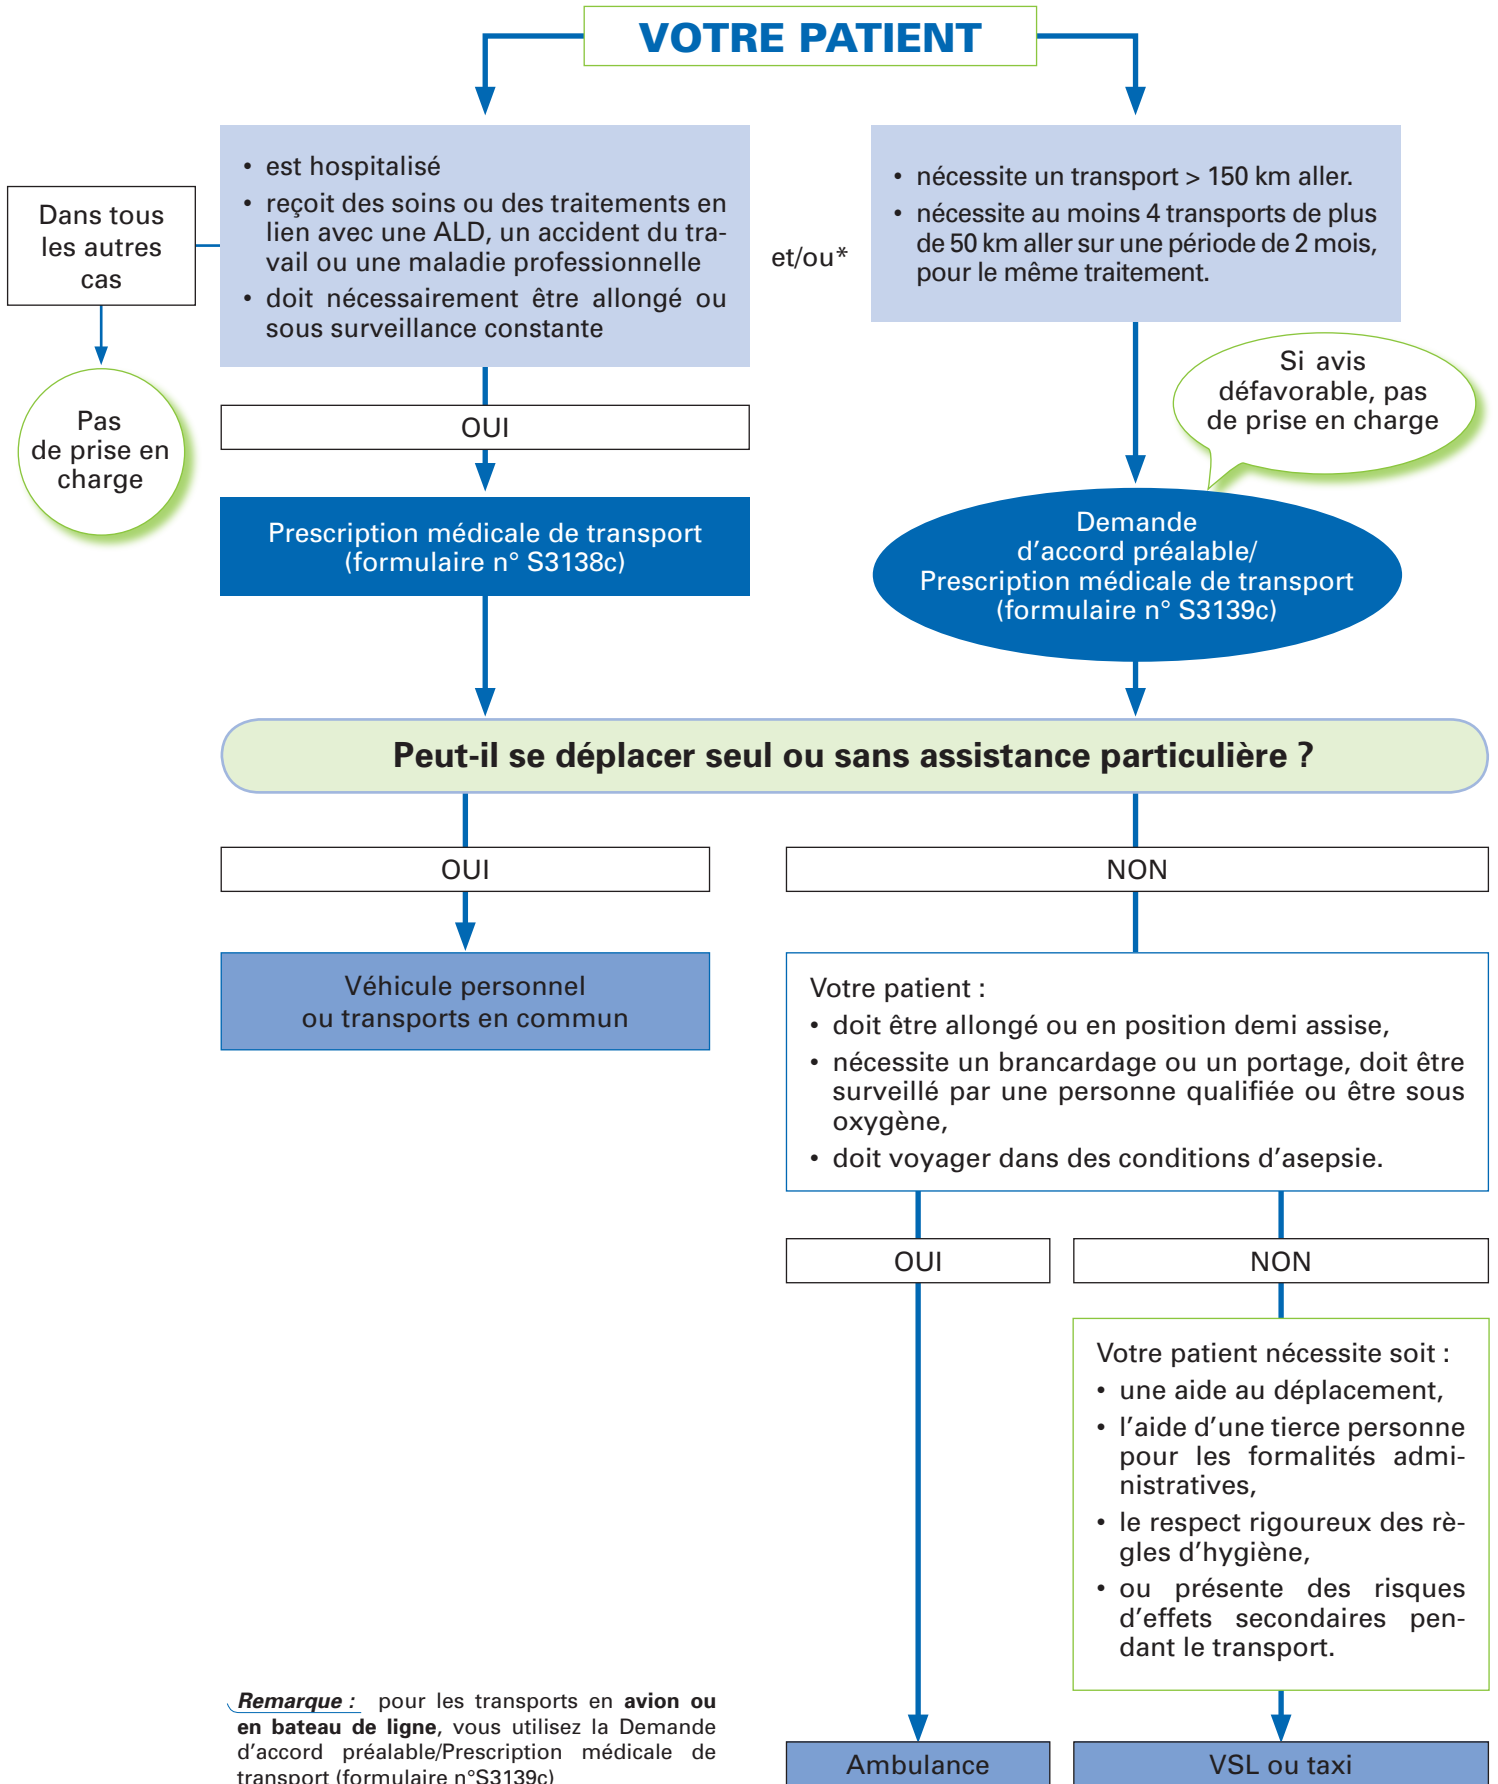 VOTRE PATIENT
Dans tous
les autres
cas
Pas
de prise en
charge
• est hospitalisé
• reçoit des soins ou des traitements en
lien avec une ALD, un accident du tra-
vail ou une maladie professionnelle
• doit nécessairement être allongé ou
sous surveillance constante
et/ou*
• nécessite un transport > 150 km aller.
• nécessite au moins 4 transports de plus
de 50 km aller sur une période de 2 mois,
pour le même traitement.
Si avis
défavorable, pas
de prise en charge
OUI
Prescription médicale de transport
(formulaire n° S3138c)
Demande
d’accord préalable/
Prescription médicale de transport
(formulaire n° S3139c)
Peut-il se déplacer seul ou sans assistance particulière ?
OUI
NON
Véhicule personnel
ou transports en commun
Votre patient :
• doit être allongé ou en position demi assise,
• nécessite un brancardage ou un portage, doit être
surveillé par une personne qualifiée ou être sous
oxygène,
• doit voyager dans des conditions d’asepsie.
OUI
NON
Votre patient nécessite soit :
• une aide au déplacement,
• l’aide d’une tierce personne
pour les formalités admi-
nistratives,
• le respect rigoureux des rè-
gles d’hygiène,
• ou présente des risques
d’effets secondaires pen-
dant le transport.
Remarque : pour les transports en avion ou
en bateau de ligne, vous utilisez la Demande
d’accord préalable/Prescription médicale de
transport (formulaire n°S3139c)
Ambulance
VSL ou taxi